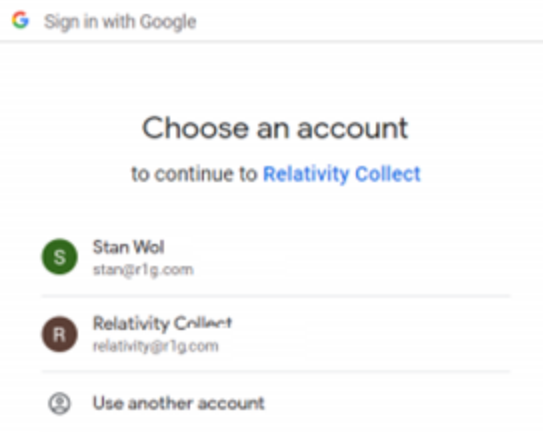 G Sign in with Google
Choose an account
to continue to Relativity Collect
S
Stan Wol
stan@r1g.com
R
Relativity Collect
relativity@r1g.com
Use another account